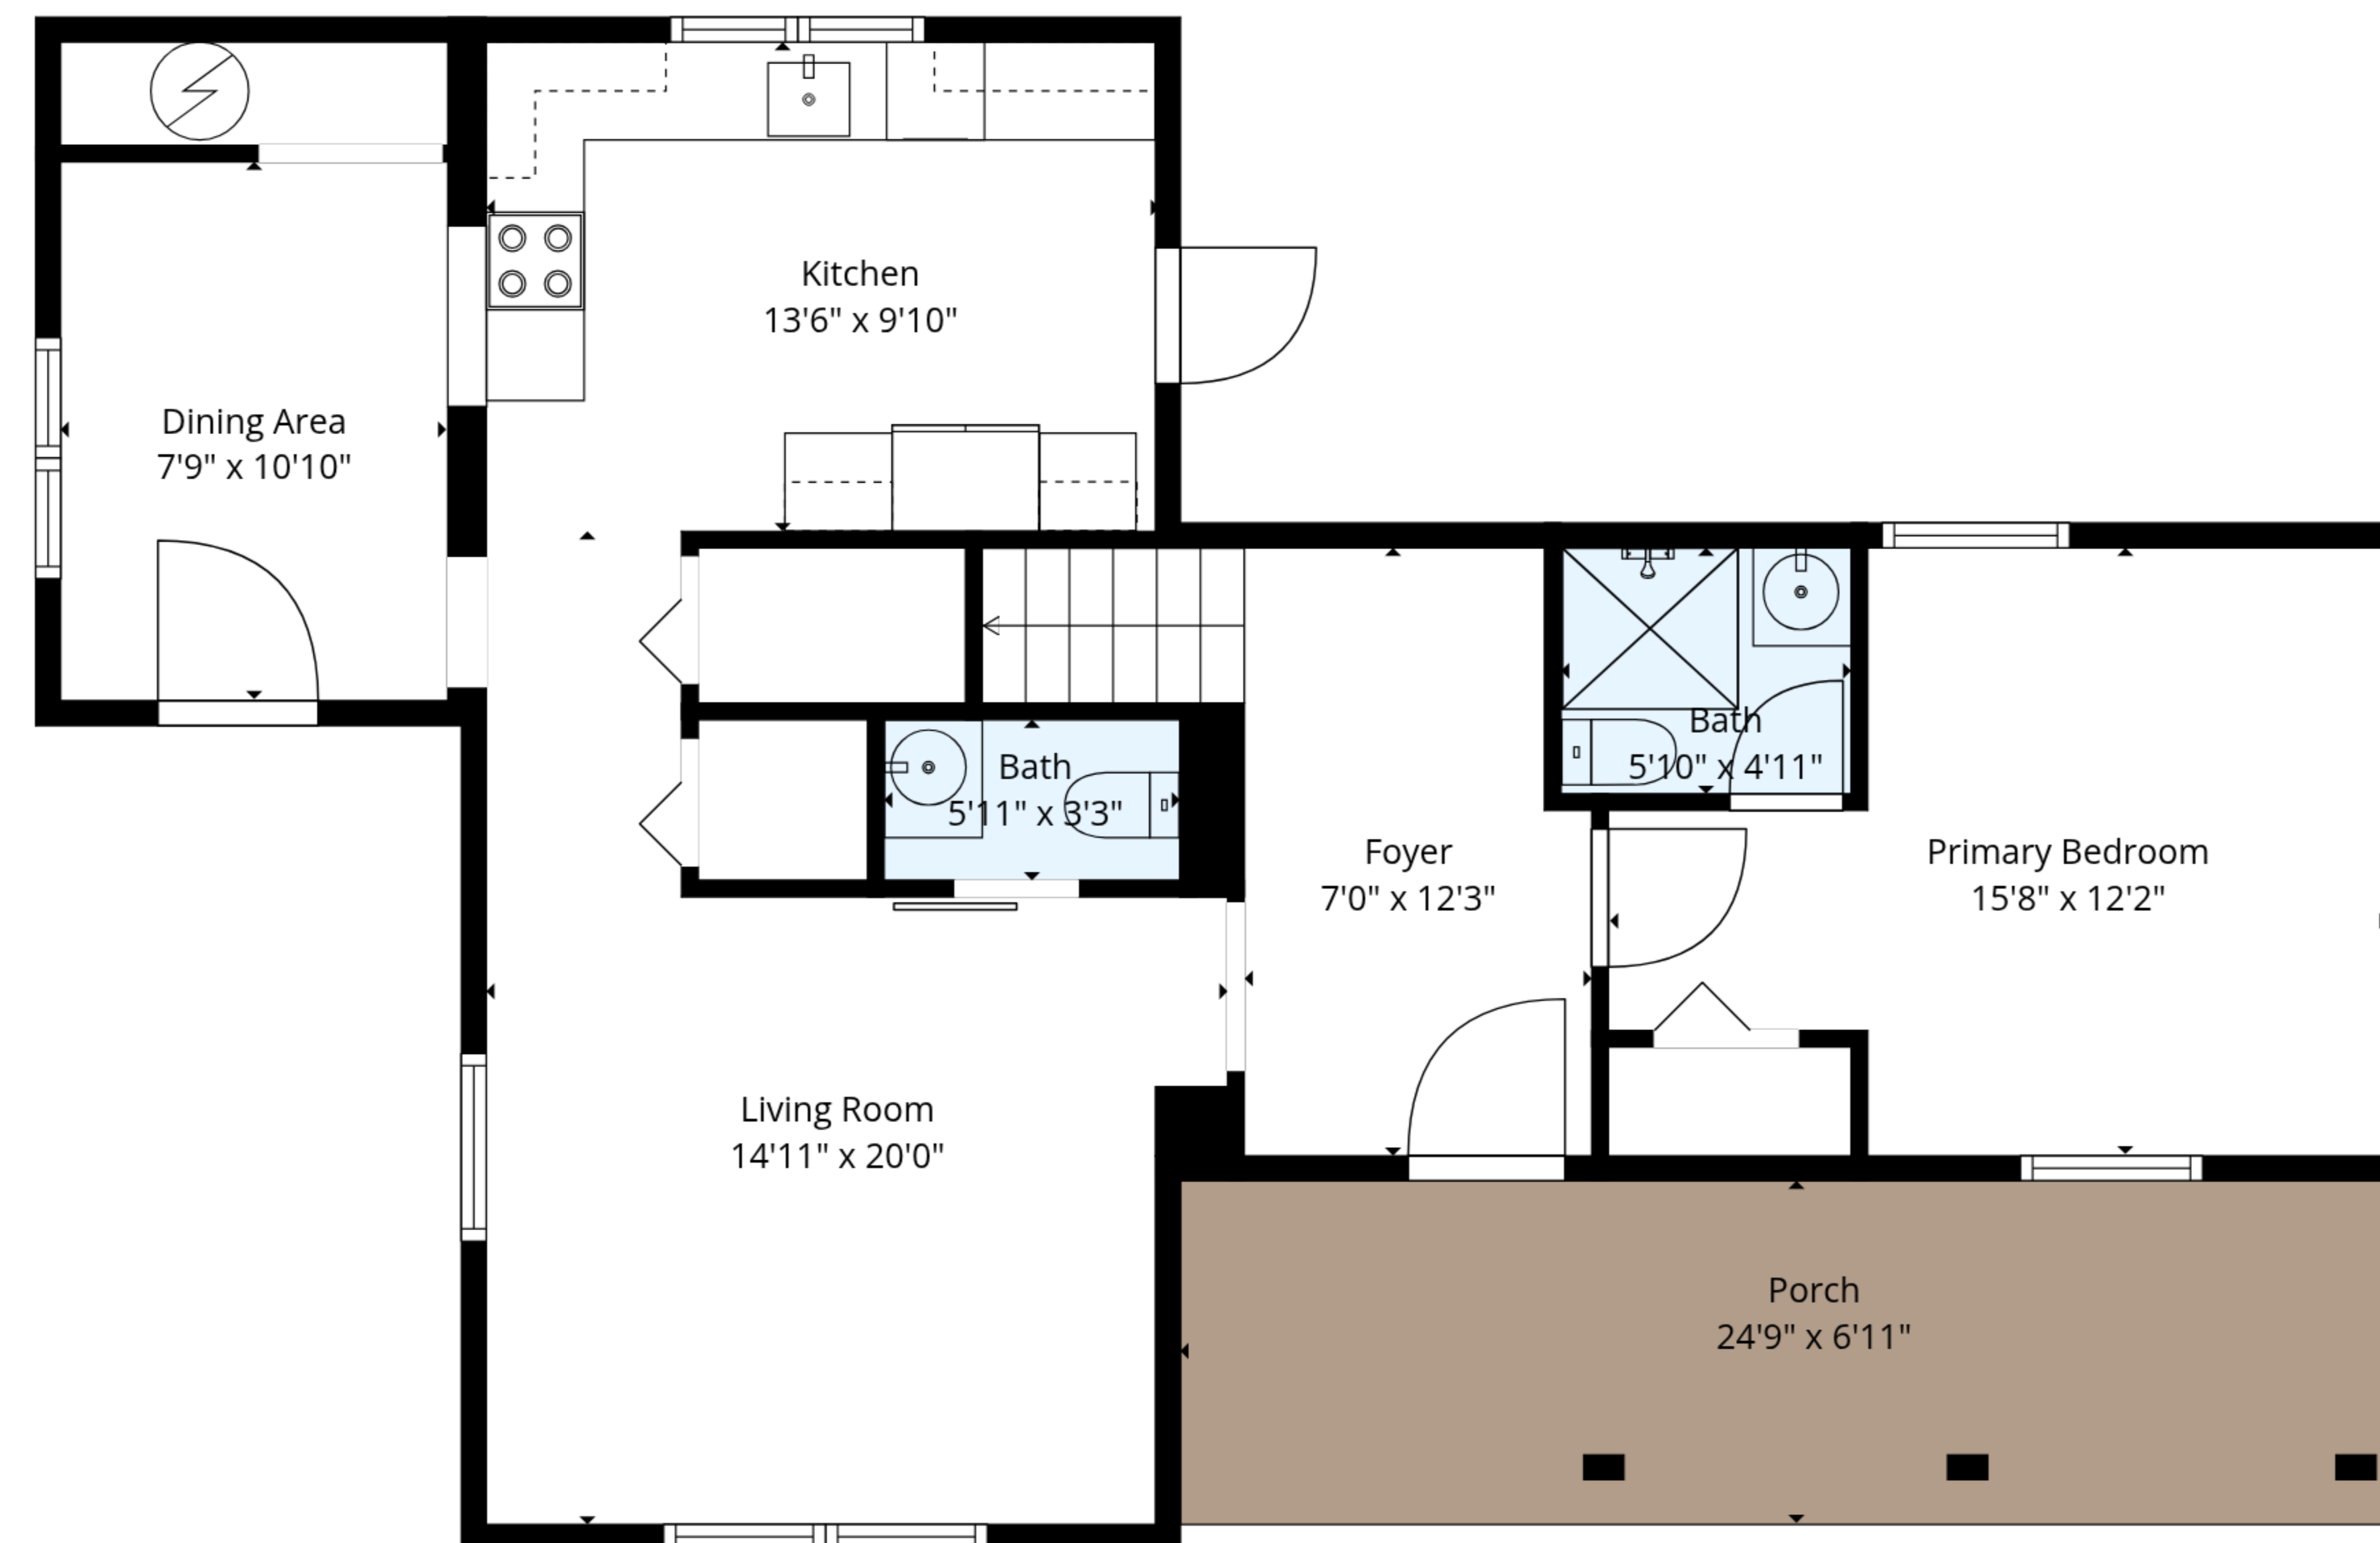 Kitchen
13'6" x 9'10"
Dining Area
7'9" x 10'10"
Bath
5'11" x 3'3"
Bath
5'10" x 4'11"
Foyer
7'0" x 12'3"
Primary Bedroom
15'8" x 12'2"
Living Room
14'11" x 20'0"
Porch
24'9" x 6'11"